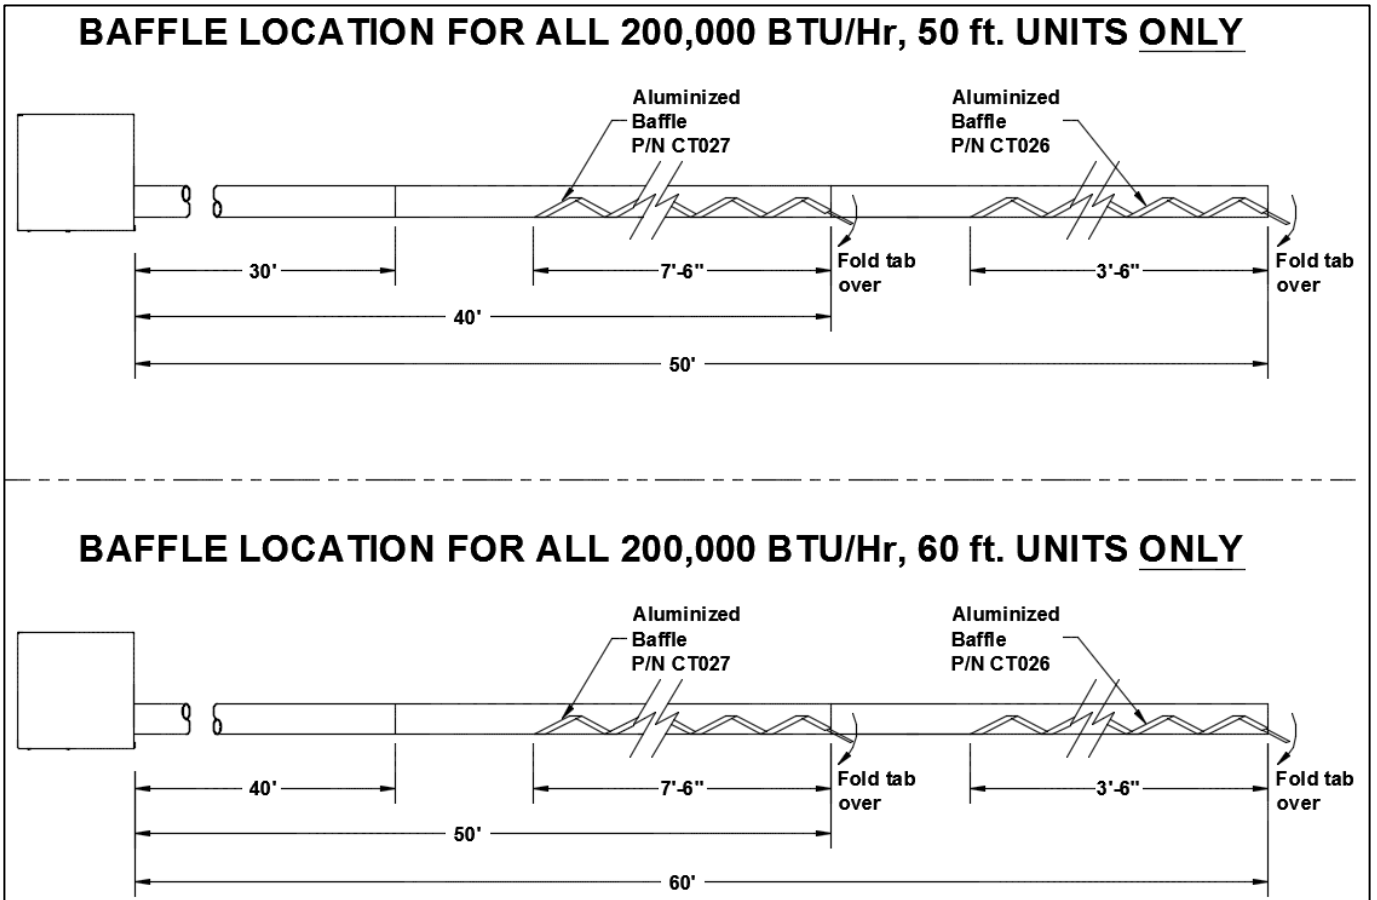 BAFFLE LOCATION FOR ALL 200,000 BTU/Hr, 50 ft. UNITS ONLY
Aluminized
Baffle
P/N CT027
Aluminized
Baffle
P/N CT026
Fold tab
over
Fold tab
over
30'
7'-6"
3'-6"
40'
50'
BAFFLE LOCATION FOR ALL 200,000 BTU/Hr, 60 ft. UNITS ONLY
Aluminized
Baffle
P/N CT027
Aluminized
Baffle
P/N CT026
Fold tab
over
Fold tab
over
40'
7'-6"
3'-6"
50'
60'